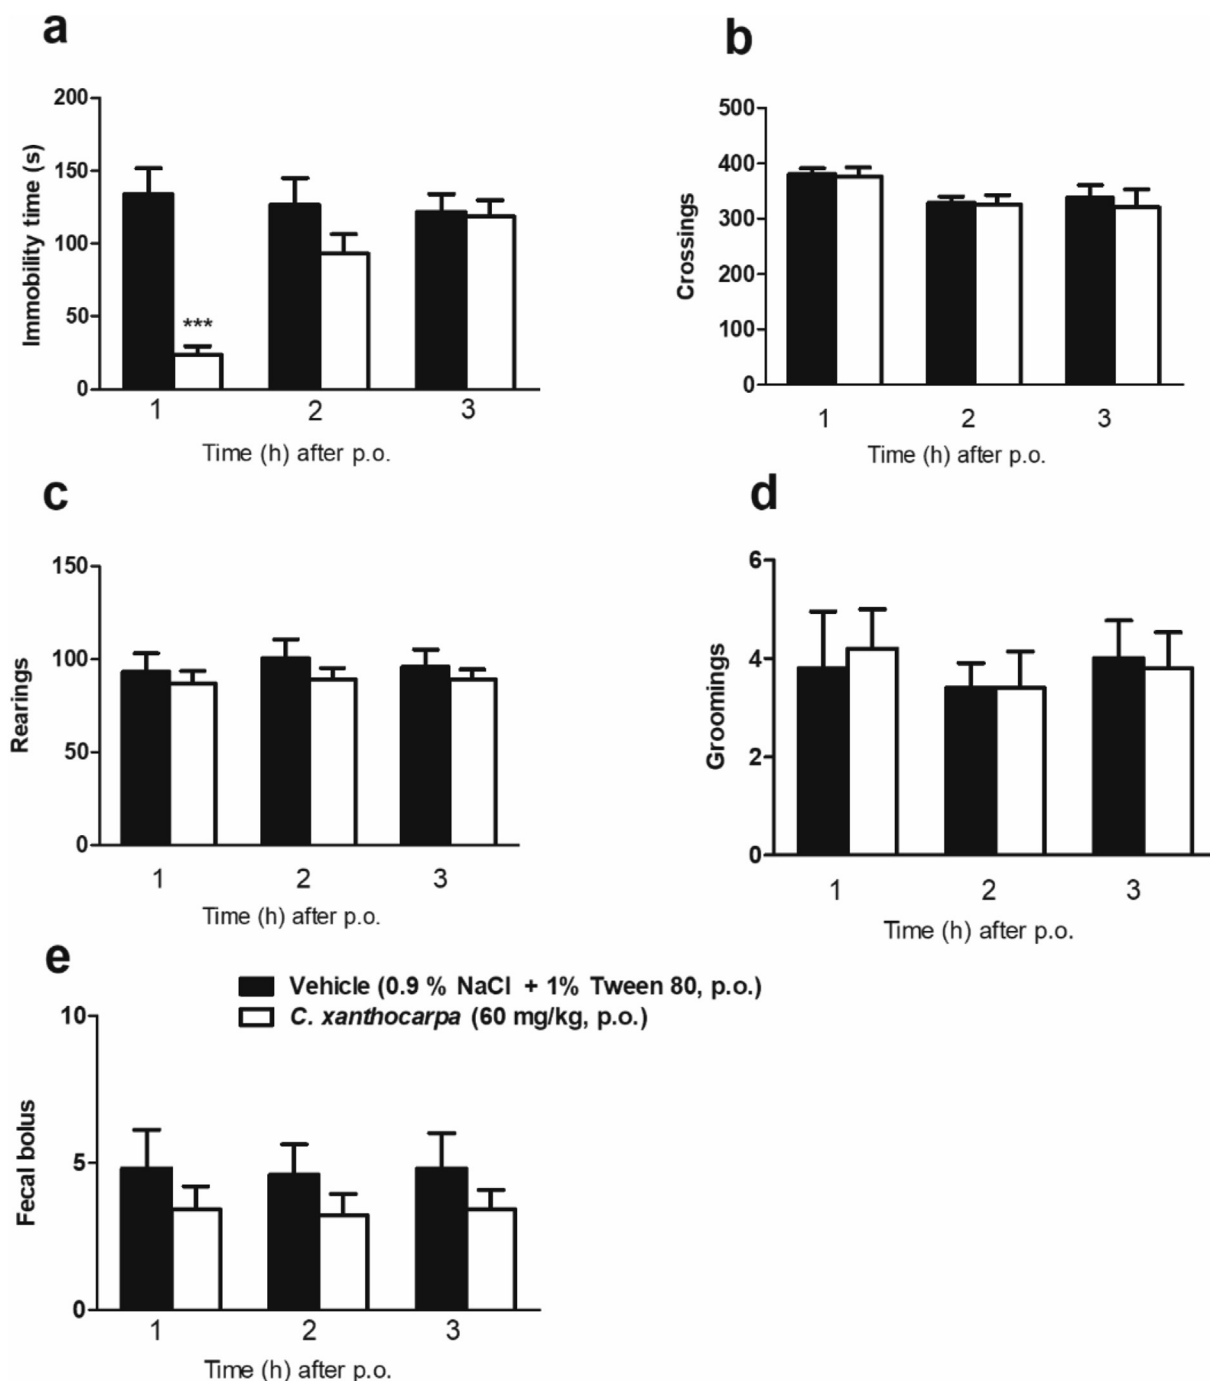 a
200
150
100
50
0
Immobility time (s)
***
1 2 3
Time (h) after p.o.
b
500
400
300
200
100
0
Crossings
1 2 3
Time (h) after p.o.
c
150
100
50
0
Rearings
1 2 3
Time (h) after p.o.
d
6
4
2
0
Groomings
1 2 3
Time (h) after p.o.
e
Vehicle (0.9 % NaCl + 1% Tween 80, p.o.)
C. xanthocarpa (60 mg/kg, p.o.)
10
5
0
Fecal bolus
1 2 3
Time (h) after p.o.